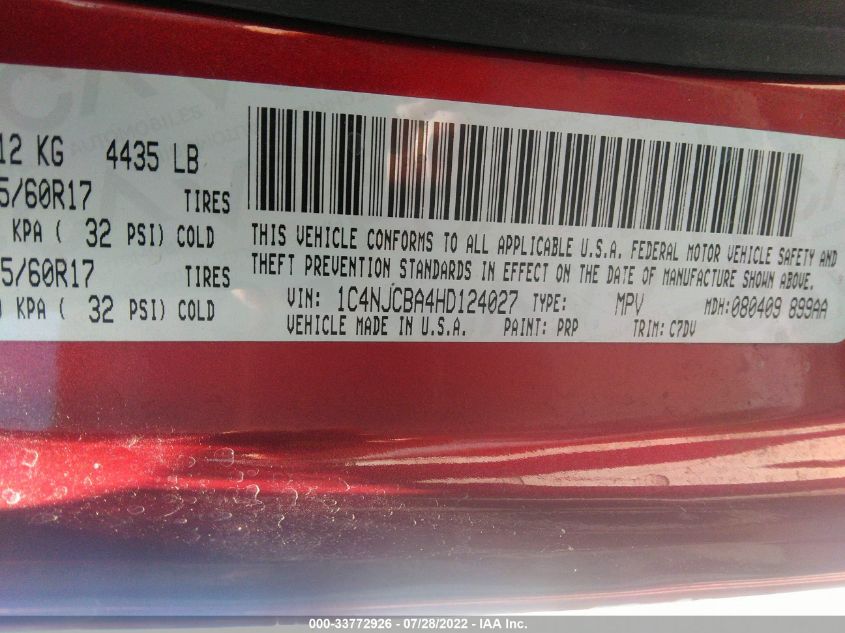 12 KG 4435 LB
5/60R17 TIRES
KPA ( 32 PSI) COLD
5/60R17 TIRES
KPA ( 32 PSI) COLD
THIS VEHICLE CONFORMS TO ALL APPLICABLE U.S.A. FEDERAL MOTOR VEHICLE SAFETY AND
THEFT PREVENTION STANDARDS IN EFFECT ON THE DATE OF MANUFACTURE SHOWN ABOVE.
VIN: 1C4NJCBA4HD124027 TYPE: MPV MDH:080409 899AA
VEHICLE MADE IN U.S.A. PAINT: PRP TRIM: C7DV
000-33772926 - 07/28/2022 - IAA Inc.